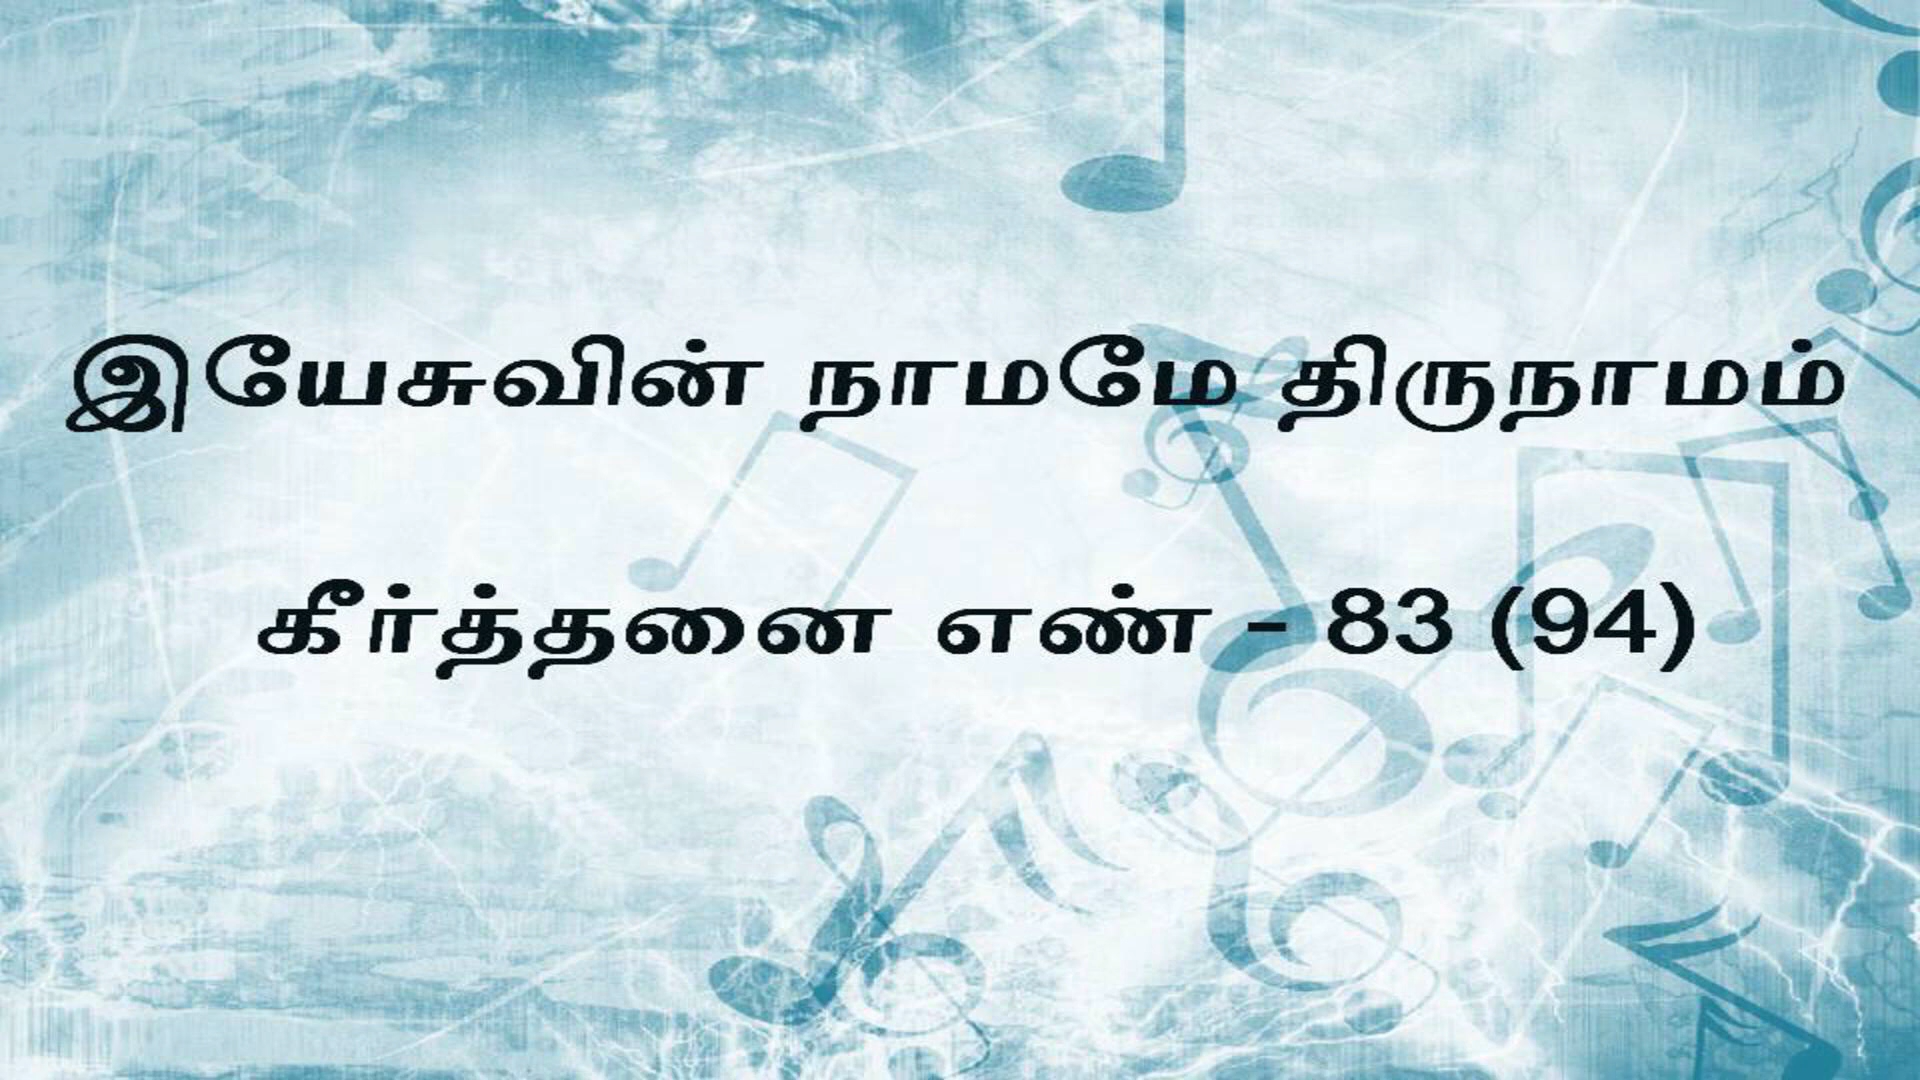 இயேசுவின் நாமமே திருநாமம்
கீர்த்தனை எண் - 83 (94)